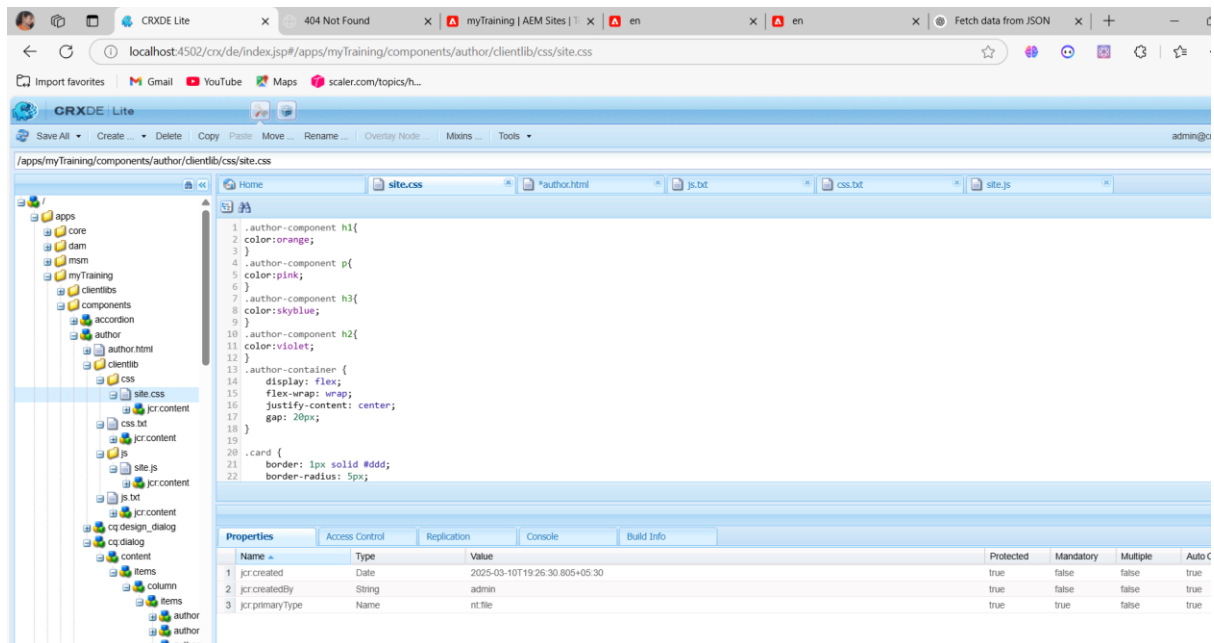 CRXDE Lite
404 Not Found
myTraining | AEM Sites | T
en
en
Fetch data from JSON
localhost:4502/crx/de/index.jsp#/apps/myTraining/components/author/clientlib/css/site.css
Import favorites
Gmail
YouTube
Maps
scaler.com/topics/h...
CRXDE | Lite
Save All
Create ...
Delete
Copy
Paste
Move ...
Rename ...
Overlay Node ...
Mixins ...
Tools
admin@c
/apps/myTraining/components/author/clientlib/css/site.css
Home
site.css
*author.html
js.txt
css.txt
site.js
/
apps
core
dam
msm
myTraining
clientlibs
components
accordion
author
author.html
clientlib
css
site.css
jcr:content
css.txt
jcr:content
js
site.js
jcr:content
js.txt
jcr:content
cq:design_dialog
cq:dialog
content
items
column
items
author
author
1 .author-component h1{
2 color:orange;
3 }
4 .author-component p{
5 color:pink;
6 }
7 .author-component h3{
8 color:skyblue;
9 }
10 .author-component h2{
11 color:violet;
12 }
13 .author-container {
14 display: flex;
15 flex-wrap: wrap;
16 justify-content: center;
17 gap: 20px;
18 }
19
20 .card {
21 border: 1px solid #ddd;
22 border-radius: 5px;
Properties
Access Control
Replication
Console
Build Info
Name Type Value Protected Mandatory Multiple Auto C
1 jcr:created Date 2025-03-10T19:26:30.805+05:30 true false false true
2 jcr:createdBy String admin true false false true
3 jcr:primaryType Name nt:file true true false true